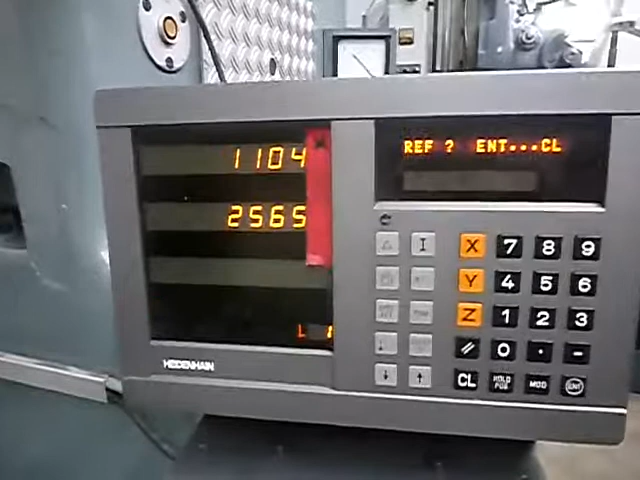 1104
2565
L 1
HEIDENHAIN
REF ? ENT...CL
X 7 8 9
Y 4 5 6
Z 1 2 3
0 . -
CL HOLD POS MOD ENT